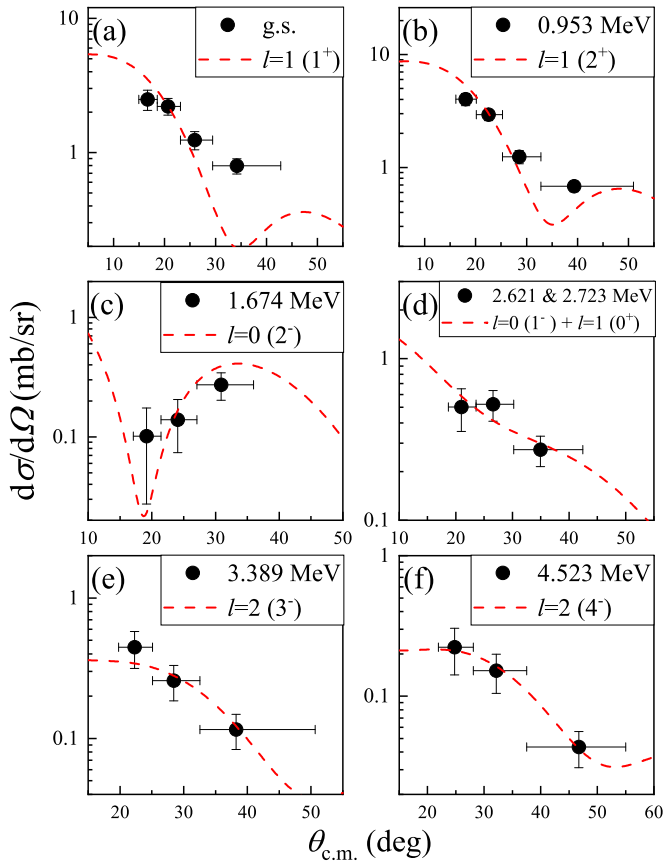 (a)
g.s.
l=1 (1⁺)
10
1
10 20 30 40 50
(b)
0.953 MeV
l=1 (2⁺)
10
1
10 20 30 40 50
(c)
1.674 MeV
l=0 (2⁻)
1
0.1
10 20 30 40 50
(d)
2.621 & 2.723 MeV
l=0 (1⁻) + l=1 (0⁺)
1
0.1
20 30 40 50
(e)
3.389 MeV
l=2 (3⁻)
1
0.1
20 30 40 50
(f)
4.523 MeV
l=2 (4⁻)
1
0.1
20 30 40 50 60
dσ/dΩ (mb/sr)
θc.m. (deg)